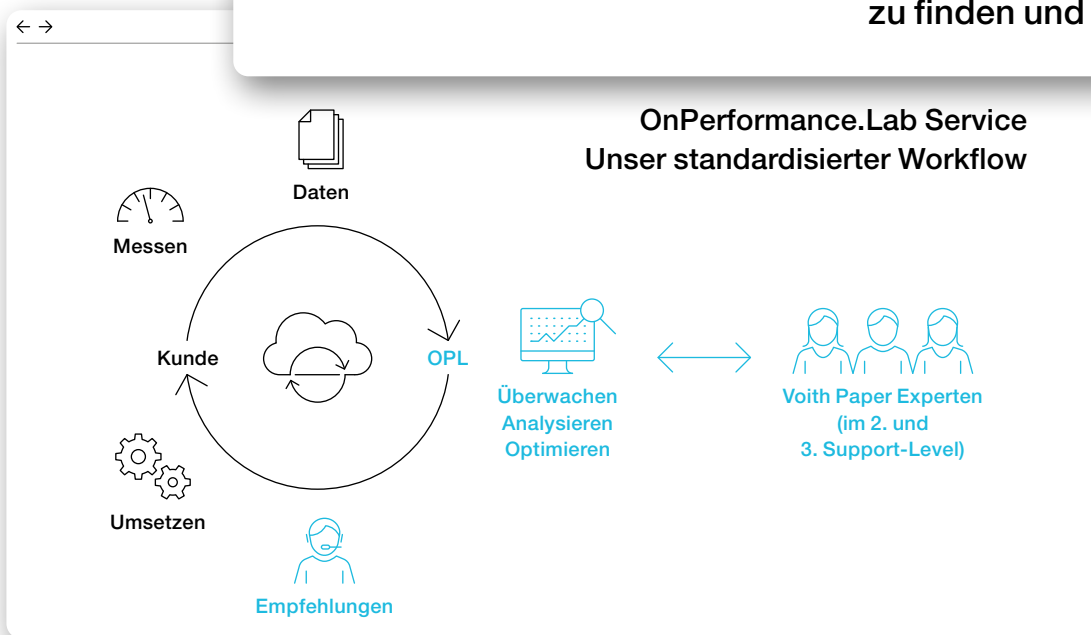 zu finden und
OnPerformance.Lab Service
Unser standardisierter Workflow
Daten
Messen
Kunde
OPL
Überwachen
Analysieren
Optimieren
Voith Paper Experten
(im 2. und
3. Support-Level)
Umsetzen
Empfehlungen